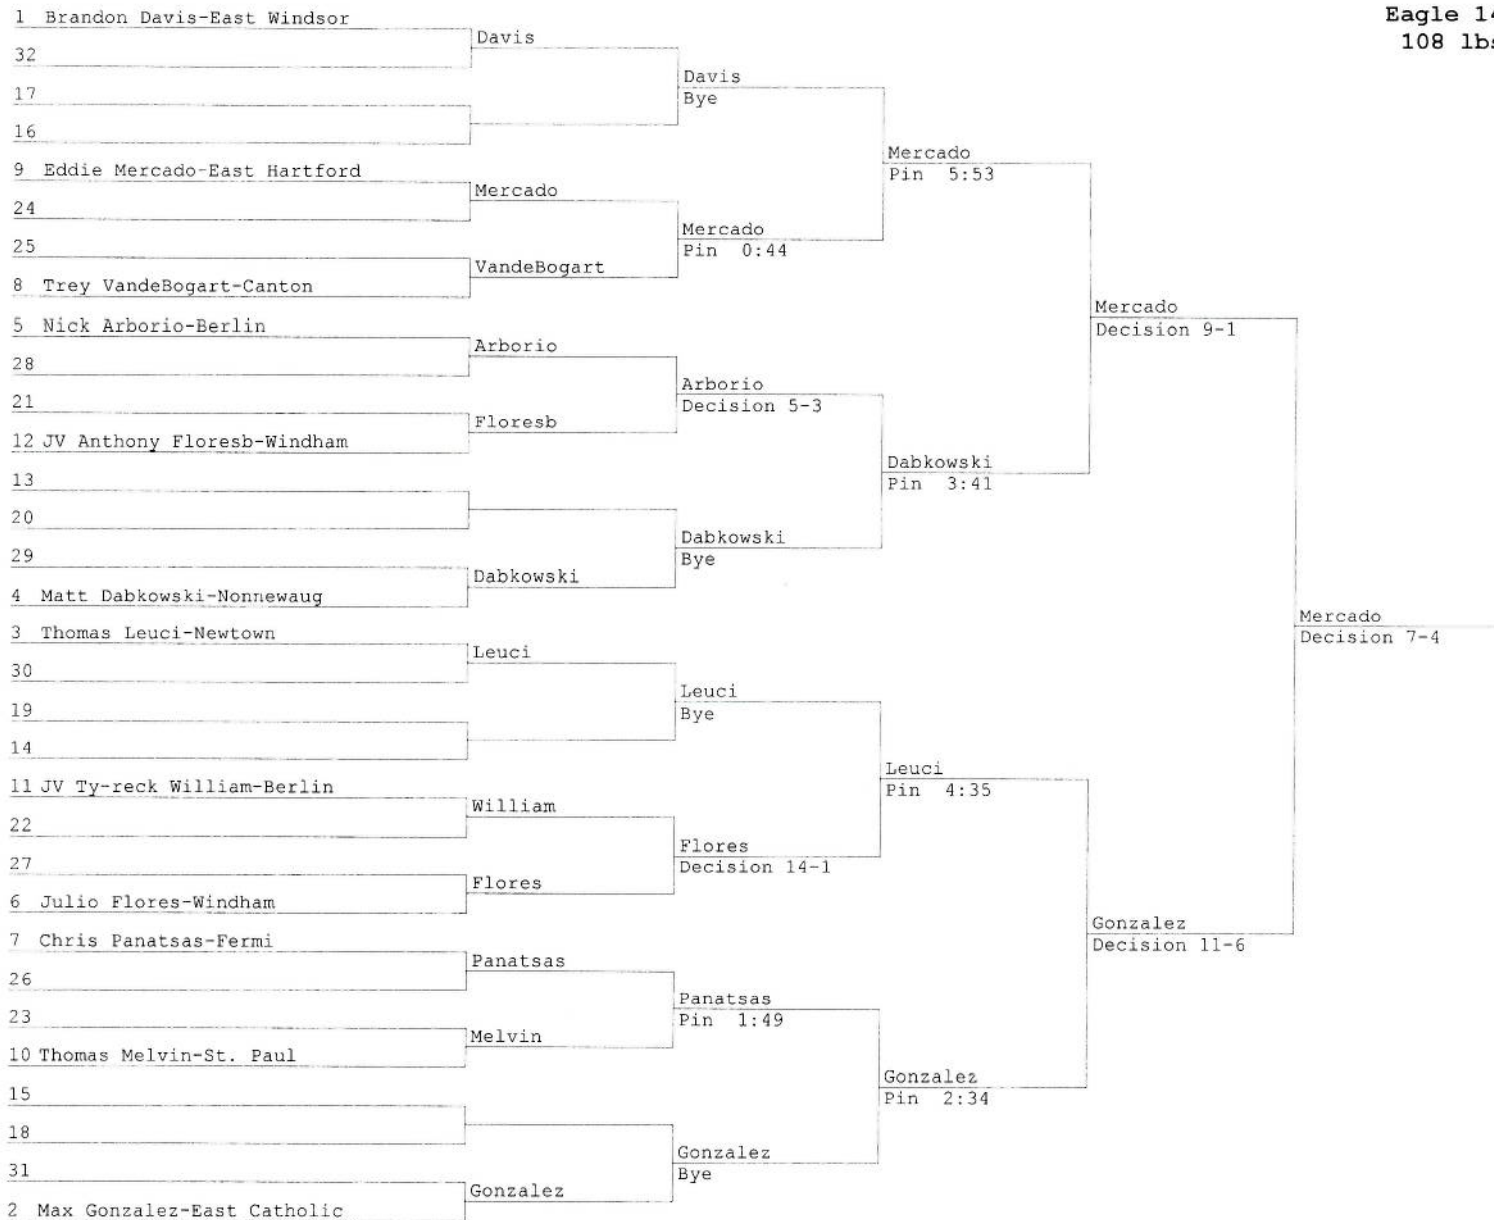 Eagle 14
108 lbs
1 Brandon Davis-East Windsor
Davis
32
Davis
Bye
17
16
Mercado
Pin 5:53
9 Eddie Mercado-East Hartford
Mercado
24
Mercado
Pin 0:44
25
VandeBogart
8 Trey VandeBogart-Canton
Mercado
Decision 9-1
5 Nick Arborio-Berlin
Arborio
28
Arborio
Decision 5-3
21
Floresb
12 JV Anthony Floresb-Windham
Dabkowski
Pin 3:41
13
20
Dabkowski
Bye
29
Dabkowski
4 Matt Dabkowski-Nonnewaug
Mercado
Decision 7-4
3 Thomas Leuci-Newtown
Leuci
30
Leuci
Bye
19
14
Leuci
Pin 4:35
11 JV Ty-reck William-Berlin
William
22
Flores
Decision 14-1
27
Flores
6 Julio Flores-Windham
Gonzalez
Decision 11-6
7 Chris Panatsas-Fermi
Panatsas
26
Panatsas
Pin 1:49
23
Melvin
10 Thomas Melvin-St. Paul
Gonzalez
Pin 2:34
15
18
Gonzalez
Bye
31
Gonzalez
2 Max Gonzalez-East Catholic